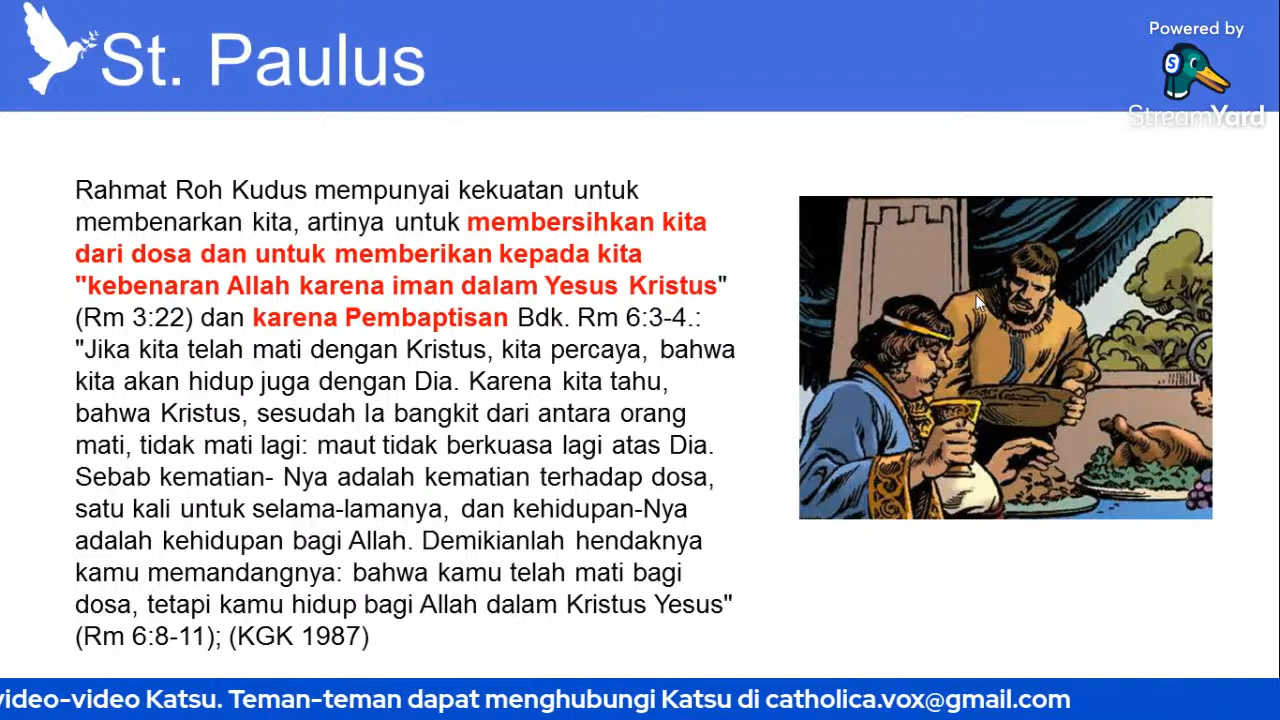 St. Paulus
Powered by
StreamYard
Rahmat Roh Kudus mempunyai kekuatan untuk
membenarkan kita, artinya untuk membersihkan kita
dari dosa dan untuk memberikan kepada kita
"kebenaran Allah karena iman dalam Yesus Kristus"
(Rm 3:22) dan karena Pembaptisan Bdk. Rm 6:3-4.:
"Jika kita telah mati dengan Kristus, kita percaya, bahwa
kita akan hidup juga dengan Dia. Karena kita tahu,
bahwa Kristus, sesudah Ia bangkit dari antara orang
mati, tidak mati lagi: maut tidak berkuasa lagi atas Dia.
Sebab kematian- Nya adalah kematian terhadap dosa,
satu kali untuk selama-lamanya, dan kehidupan-Nya
adalah kehidupan bagi Allah. Demikianlah hendaknya
kamu memandangnya: bahwa kamu telah mati bagi
dosa, tetapi kamu hidup bagi Allah dalam Kristus Yesus"
(Rm 6:8-11); (KGK 1987)
video-video Katsu. Teman-teman dapat menghubungi Katsu di catholica.vox@gmail.com